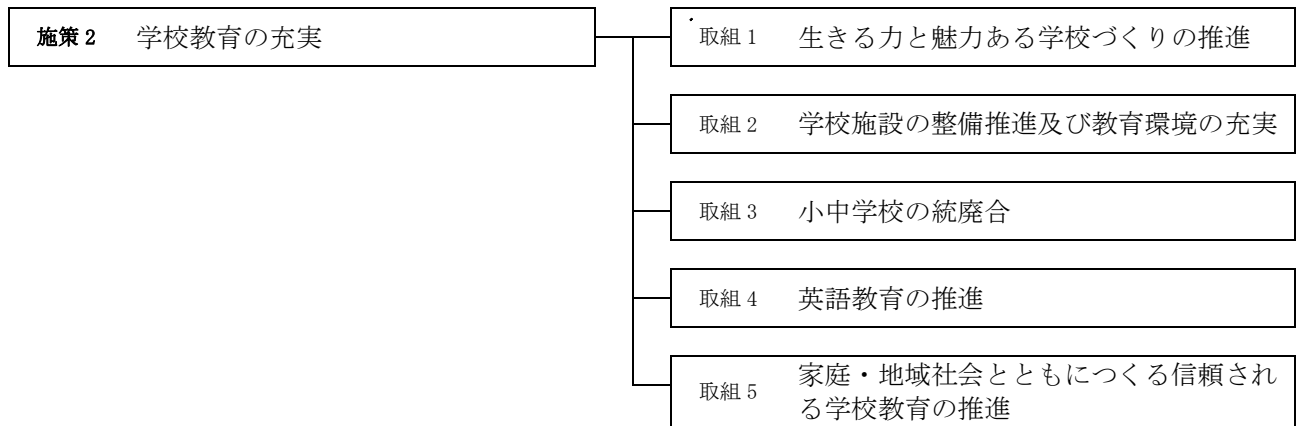 施策 2 学校教育の充実
取組 1 生きる力と魅力ある学校づくりの推進
取組 2 学校施設の整備推進及び教育環境の充実
取組 3 小中学校の統廃合
取組 4 英語教育の推進
取組 5 家庭・地域社会とともにつくる信頼され
る学校教育の推進